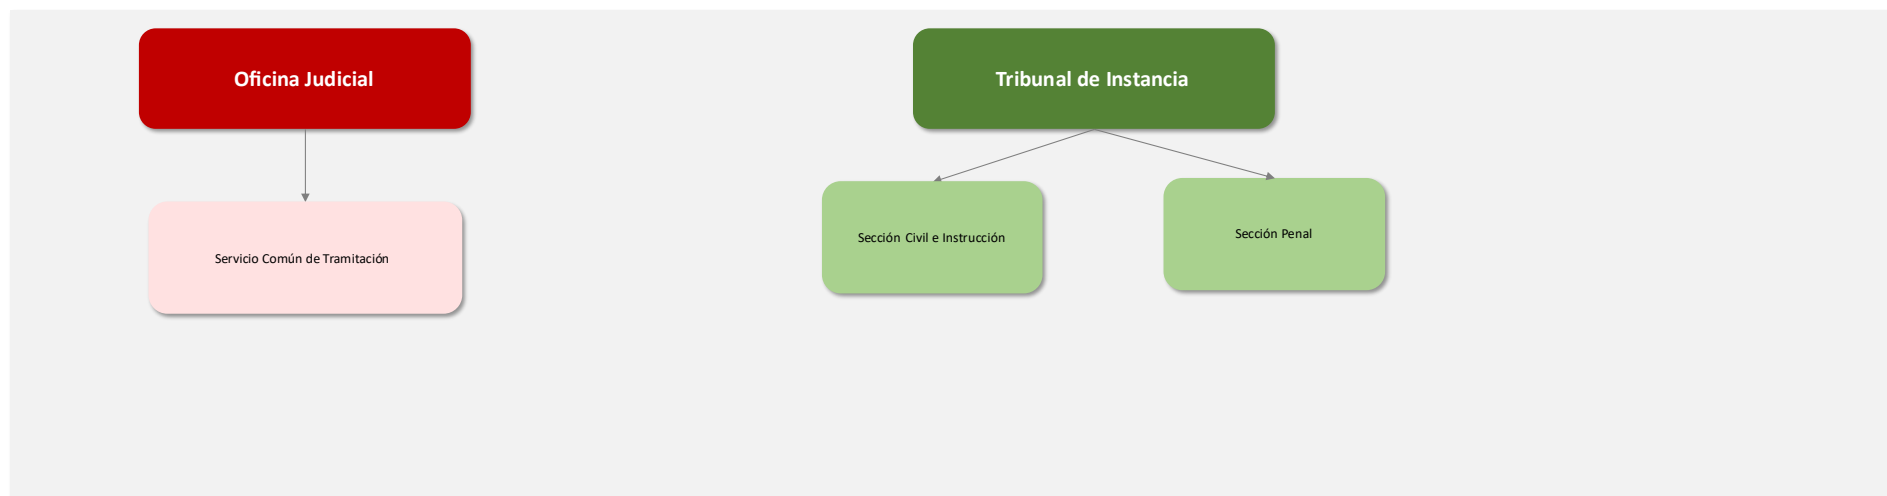 Oficina Judicial
Tribunal de Instancia
Servicio Común de Tramitación
Sección Civil e Instrucción
Sección Penal